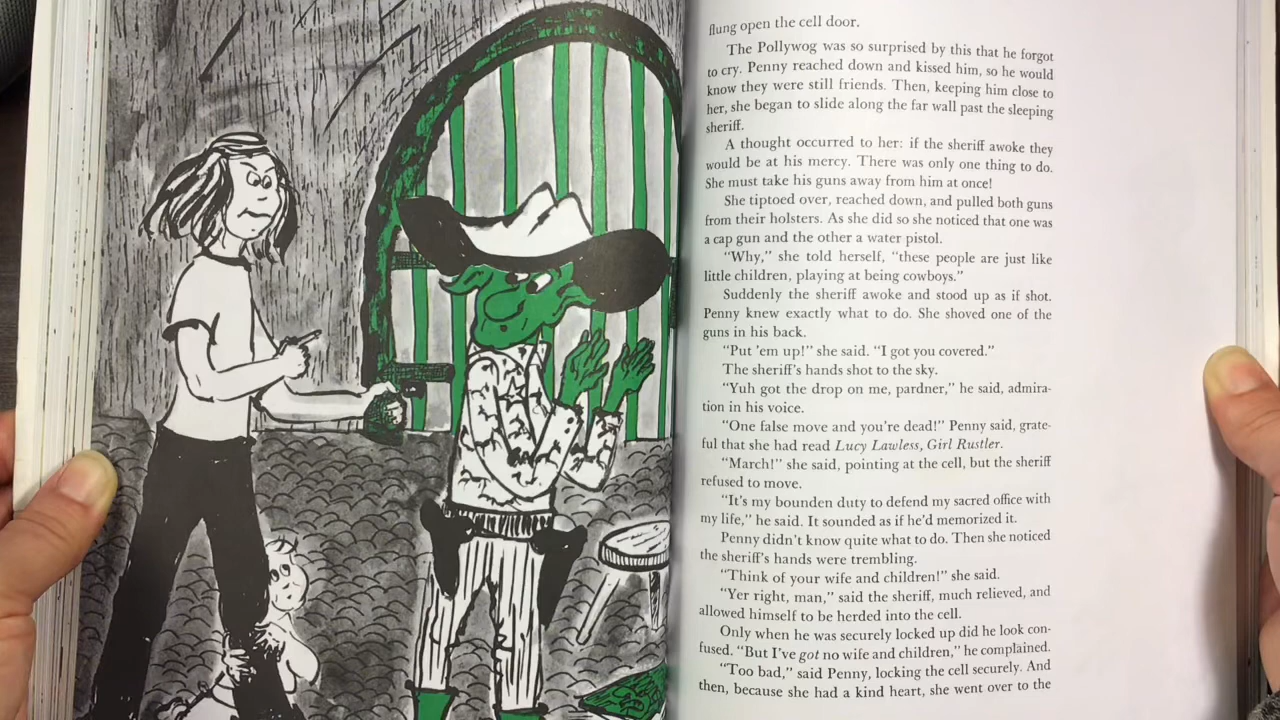 flung open the cell door.
The Pollywog was so surprised by this that he forgot
to cry. Penny reached down and kissed him, so he would
know they were still friends. Then, keeping him close to
her, she began to slide along the far wall past the sleeping
sheriff.
A thought occurred to her: if the sheriff awoke they
would be at his mercy. There was only one thing to do.
She must take his guns away from him at once!
She tiptoed over, reached down, and pulled both guns
from their holsters. As she did so she noticed that one was
a cap gun and the other a water pistol.
“Why,” she told herself, “these people are just like
little children, playing at being cowboys.”
Suddenly the sheriff awoke and stood up as if shot.
Penny knew exactly what to do. She shoved one of the
guns in his back.
“Put ’em up!” she said. “I got you covered.”
The sheriff’s hands shot to the sky.
“Yuh got the drop on me, pardner,” he said, admira-
tion in his voice.
“One false move and you’re dead!” Penny said, grate-
ful that she had read Lucy Lawless, Girl Rustler.
“March!” she said, pointing at the cell, but the sheriff
refused to move.
“It’s my bounden duty to defend my sacred office with
my life,” he said. It sounded as if he’d memorized it.
Penny didn’t know quite what to do. Then she noticed
the sheriff’s hands were trembling.
“Think of your wife and children!” she said.
“Yer right, man,” said the sheriff, much relieved, and
allowed himself to be herded into the cell.
Only when he was securely locked up did he look con-
fused. “But I’ve got no wife and children,” he complained.
“Too bad,” said Penny, locking the cell securely. And
then, because she had a kind heart, she went over to the